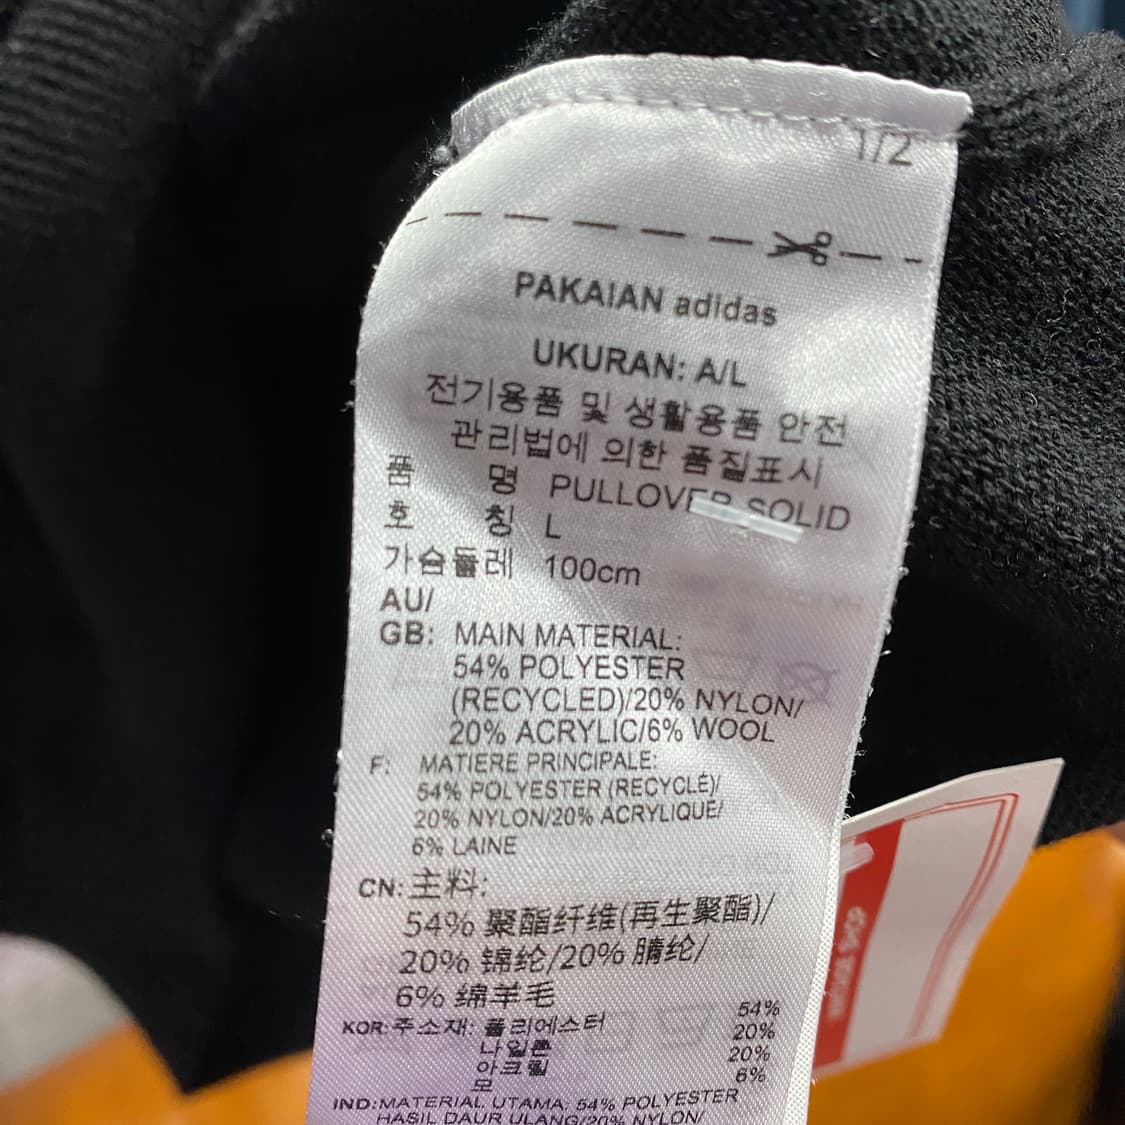 1/2
PAKAIAN adidas
UKURAN: A/L
전기용품 및 생활용품 안전
관리법에 의한 품질표시
품 명 PULLOVER SOLID
호 칭 L
가슴둘레 100cm
AU/
GB: MAIN MATERIAL:
54% POLYESTER
(RECYCLED)/20% NYLON/
20% ACRYLIC/6% WOOL
F: MATIERE PRINCIPALE:
54% POLYESTER (RECYCLÉ)/
20% NYLON/20% ACRYLIQUE/
6% LAINE
CN: 主料:
54% 聚酯纤维(再生聚酯)/
20% 锦纶/20% 腈纶/
6% 绵羊毛
KOR: 주소재: 폴리에스터 54%
나일론 20%
아크릴 20%
모 6%
IND: MATERIAL UTAMA: 54% POLYESTER
HASIL DAUR ULANG/20% NYLON/